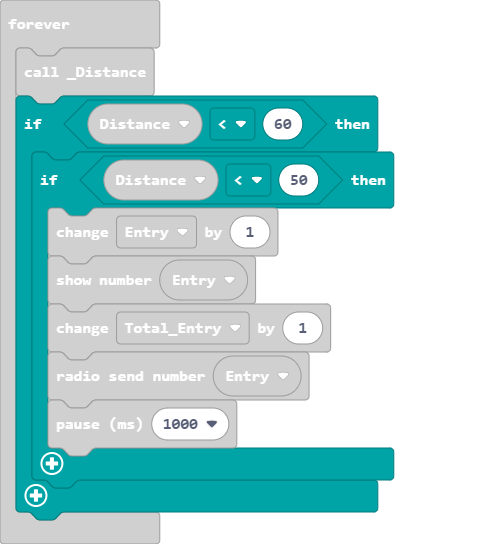 forever
call _Distance
if Distance < 60 then
if Distance < 50 then
change Entry by 1
show number Entry
change Total_Entry by 1
radio send number Entry
pause (ms) 1000